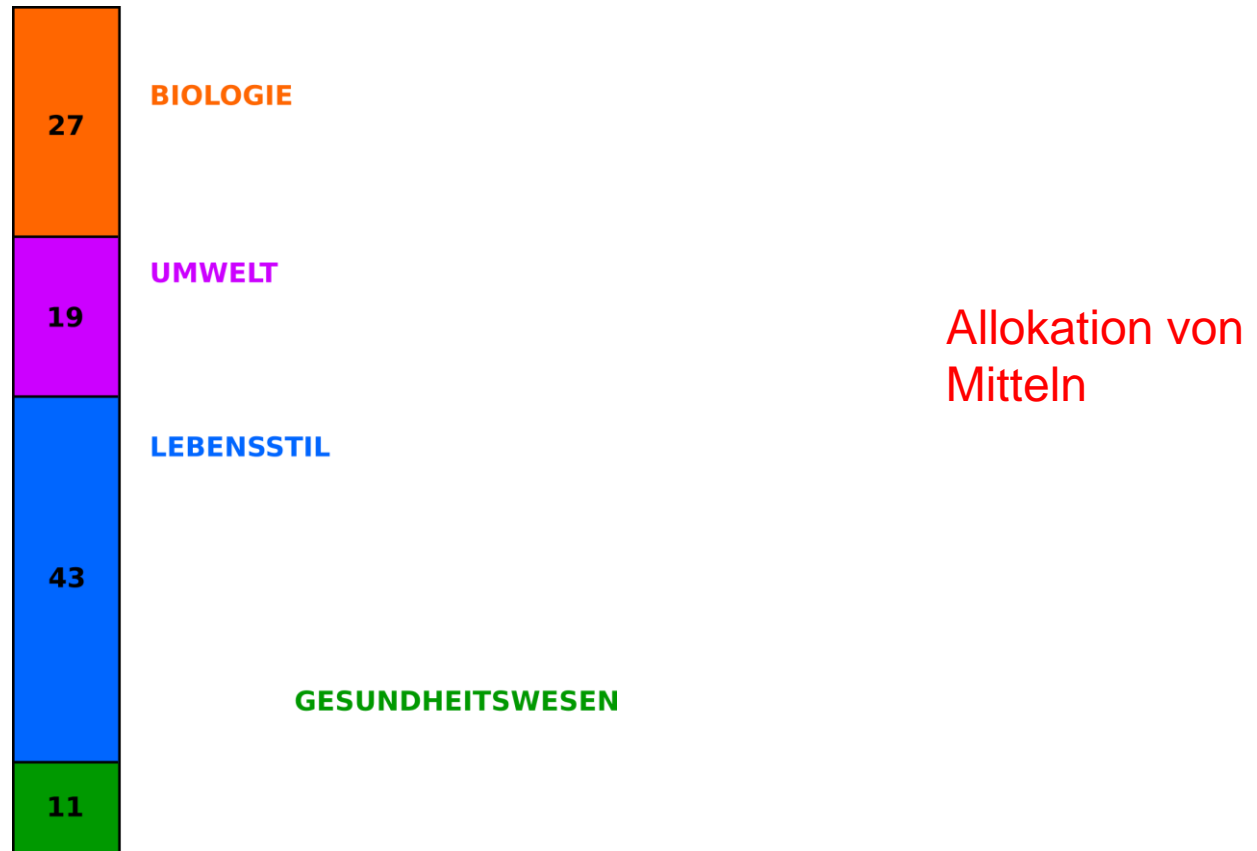 27
BIOLOGIE
19
UMWELT
Allokation von
Mitteln
LEBENSSTIL
43
GESUNDHEITSWESEN
11